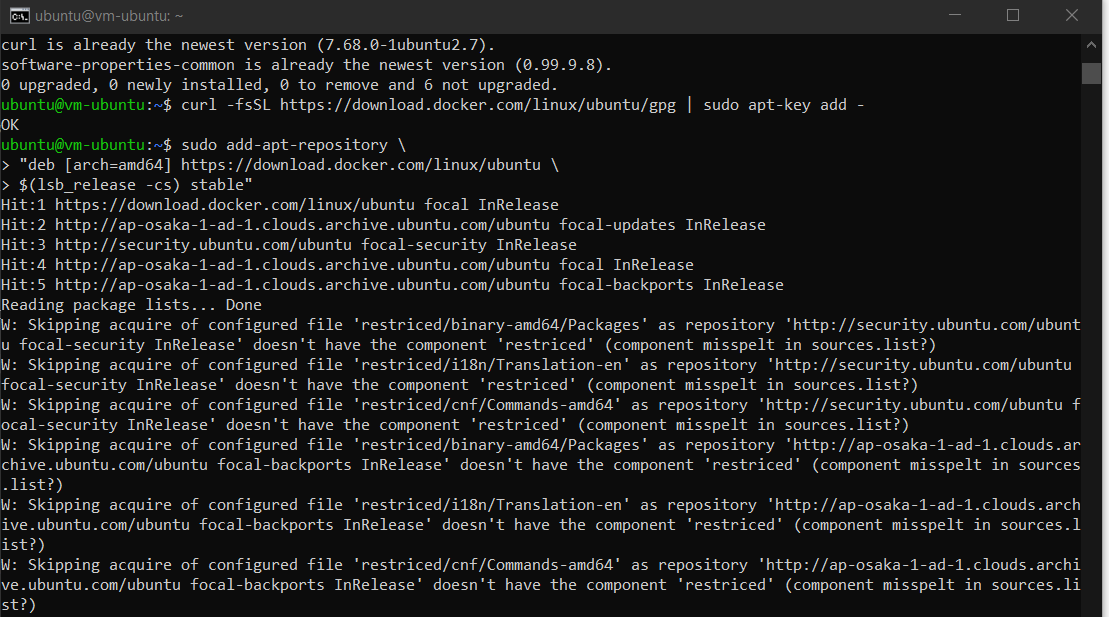 ubuntu@vm-ubuntu: ~
curl is already the newest version (7.68.0-1ubuntu2.7).
software-properties-common is already the newest version (0.99.9.8).
0 upgraded, 0 newly installed, 0 to remove and 6 not upgraded.
ubuntu@vm-ubuntu:~$ curl -fsSL https://download.docker.com/linux/ubuntu/gpg | sudo apt-key add -
OK
ubuntu@vm-ubuntu:~$ sudo add-apt-repository \
> "deb [arch=amd64] https://download.docker.com/linux/ubuntu \
> $(lsb_release -cs) stable"
Hit:1 https://download.docker.com/linux/ubuntu focal InRelease
Hit:2 http://ap-osaka-1-ad-1.clouds.archive.ubuntu.com/ubuntu focal-updates InRelease
Hit:3 http://security.ubuntu.com/ubuntu focal-security InRelease
Hit:4 http://ap-osaka-1-ad-1.clouds.archive.ubuntu.com/ubuntu focal InRelease
Hit:5 http://ap-osaka-1-ad-1.clouds.archive.ubuntu.com/ubuntu focal-backports InRelease
Reading package lists... Done
W: Skipping acquire of configured file 'restriced/binary-amd64/Packages' as repository 'http://security.ubuntu.com/ubunt
u focal-security InRelease' doesn't have the component 'restriced' (component misspelt in sources.list?)
W: Skipping acquire of configured file 'restriced/i18n/Translation-en' as repository 'http://security.ubuntu.com/ubuntu
focal-security InRelease' doesn't have the component 'restriced' (component misspelt in sources.list?)
W: Skipping acquire of configured file 'restriced/cnf/Commands-amd64' as repository 'http://security.ubuntu.com/ubuntu f
ocal-security InRelease' doesn't have the component 'restriced' (component misspelt in sources.list?)
W: Skipping acquire of configured file 'restriced/binary-amd64/Packages' as repository 'http://ap-osaka-1-ad-1.clouds.ar
chive.ubuntu.com/ubuntu focal-backports InRelease' doesn't have the component 'restriced' (component misspelt in sources
.list?)
W: Skipping acquire of configured file 'restriced/i18n/Translation-en' as repository 'http://ap-osaka-1-ad-1.clouds.arch
ive.ubuntu.com/ubuntu focal-backports InRelease' doesn't have the component 'restriced' (component misspelt in sources.l
ist?)
W: Skipping acquire of configured file 'restriced/cnf/Commands-amd64' as repository 'http://ap-osaka-1-ad-1.clouds.archi
ve.ubuntu.com/ubuntu focal-backports InRelease' doesn't have the component 'restriced' (component misspelt in sources.li
st?)